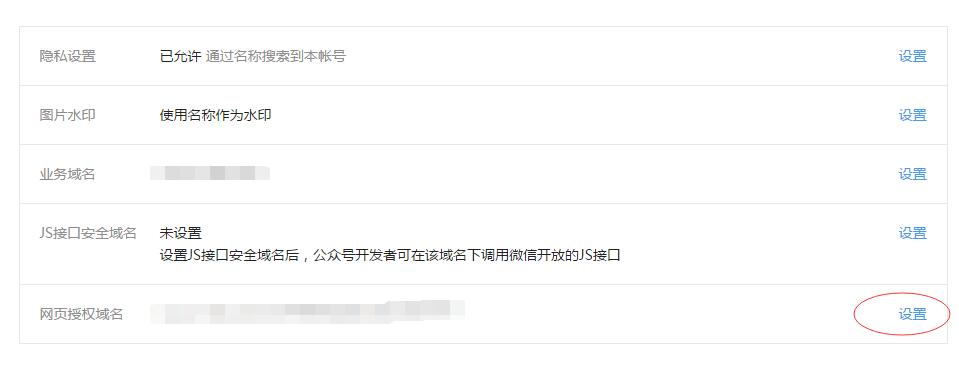 隐私设置 已允许 通过名称搜索到本帐号 设置
图片水印 使用名称作为水印 设置
业务域名 设置
JS接口安全域名 未设置 设置
设置JS接口安全域名后，公众号开发者可在该域名下调用微信开放的JS接口
网页授权域名 设置